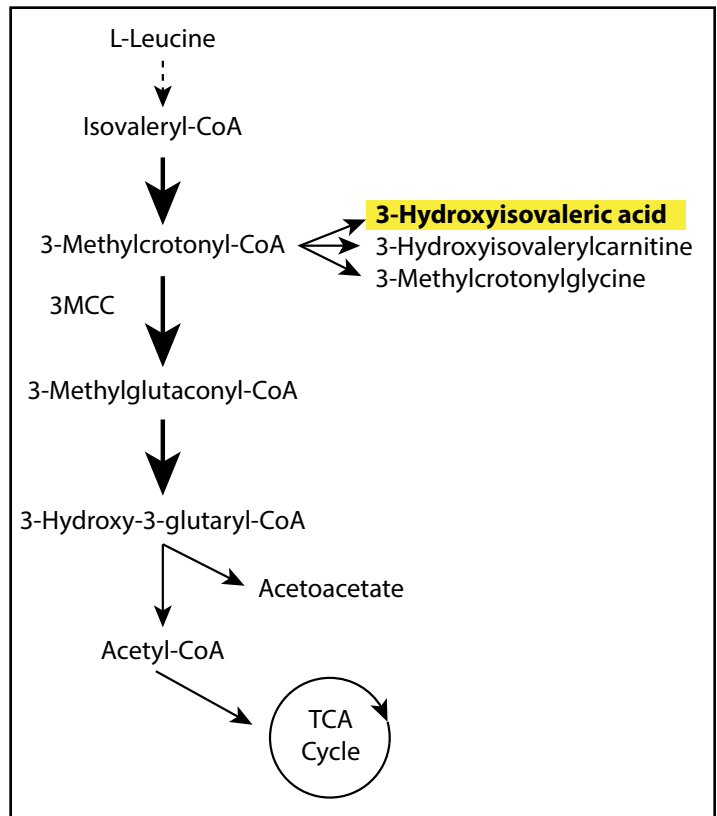 L-Leucine
Isovaleryl-CoA
3-Methylcrotonyl-CoA
3-Hydroxyisovaleric acid
3-Hydroxyisovalerylcarnitine
3-Methylcrotonylglycine
3MCC
3-Methylglutaconyl-CoA
3-Hydroxy-3-glutaryl-CoA
Acetoacetate
Acetyl-CoA
TCA
Cycle